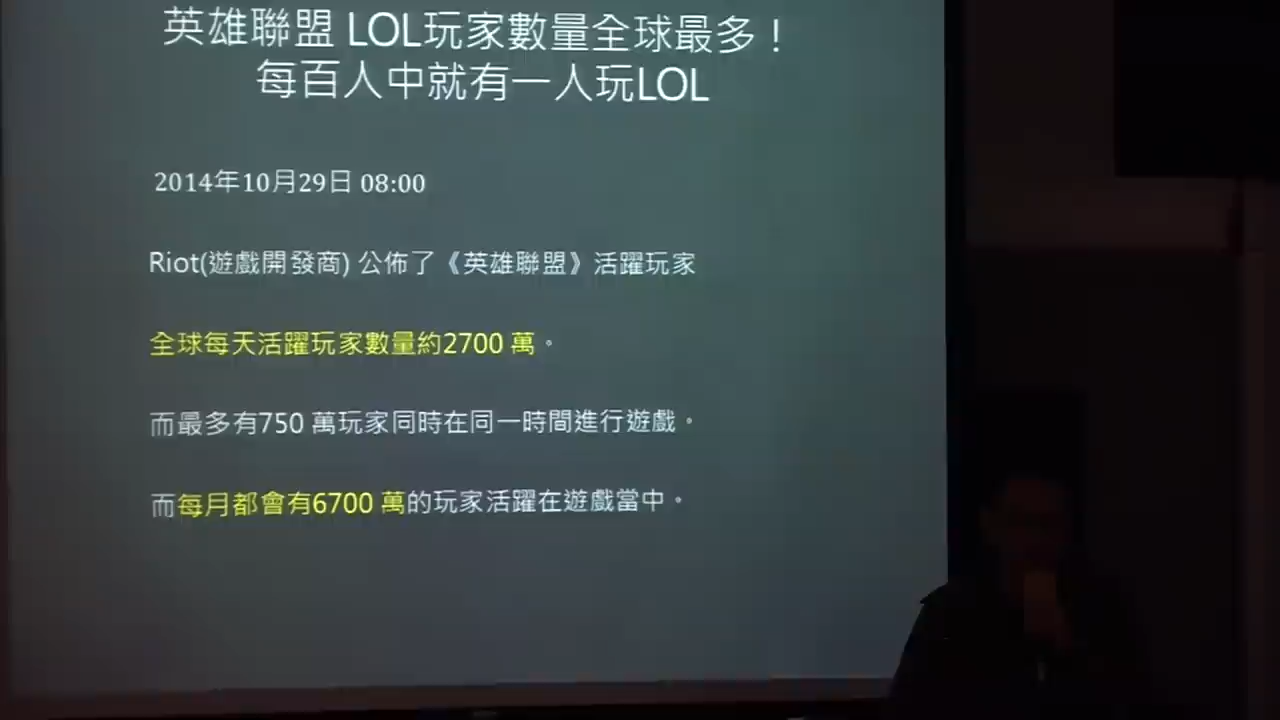 英雄聯盟 LOL玩家數量全球最多！
每百人中就有一人玩LOL
2014年10月29日 08:00
Riot(遊戲開發商) 公佈了《英雄聯盟》活躍玩家
全球每天活躍玩家數量約2700 萬。
而最多有750 萬玩家同時在同一時間進行遊戲。
而每月都會有6700 萬的玩家活躍在遊戲當中。